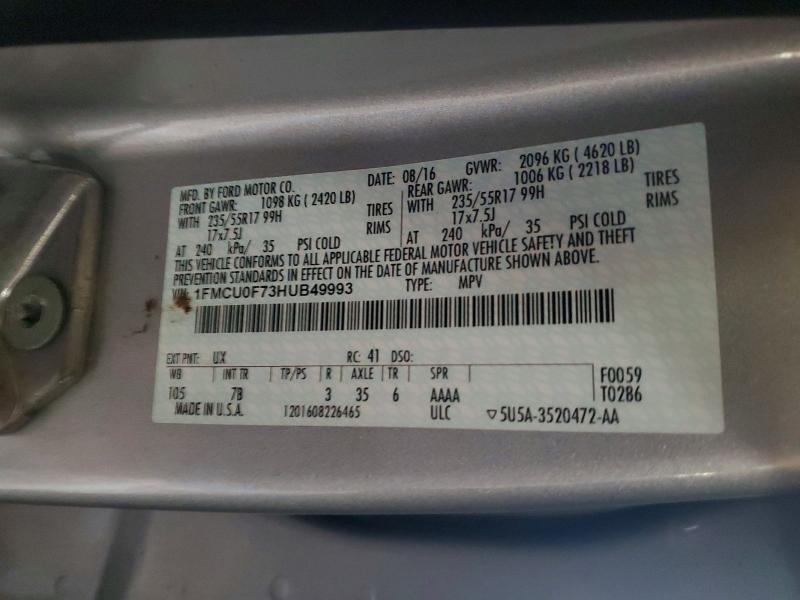 MFD. BY FORD MOTOR CO. DATE: 08/16 GVWR: 2096 KG ( 4620 LB)
FRONT GAWR: 1098 KG ( 2420 LB) REAR GAWR: 1006 KG ( 2218 LB)
WITH 235/55R17 99H TIRES WITH 235/55R17 99H TIRES
17x7.5J RIMS 17x7.5J RIMS
AT 240 kPa/ 35 PSI COLD AT 240 kPa/ 35 PSI COLD
THIS VEHICLE CONFORMS TO ALL APPLICABLE FEDERAL MOTOR VEHICLE SAFETY AND THEFT
PREVENTION STANDARDS IN EFFECT ON THE DATE OF MANUFACTURE SHOWN ABOVE.
VIN: 1FMCU0F73HUB49993 TYPE: MPV
EXT PNT: UX RC: 41 DSO:
WB INT TR TP/PS R AXLE TR SPR F0059
105 7B 3 35 6 AAAA T0286
MADE IN U.S.A. 1201608226465 ULC ▽5U5A-3520472-AA